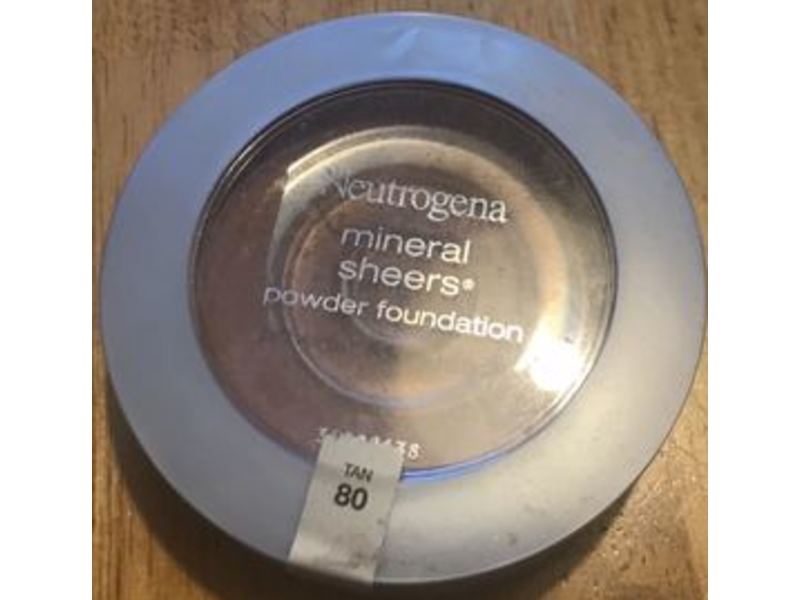 Neutrogena
mineral
sheers®
powder foundation
TAN
80